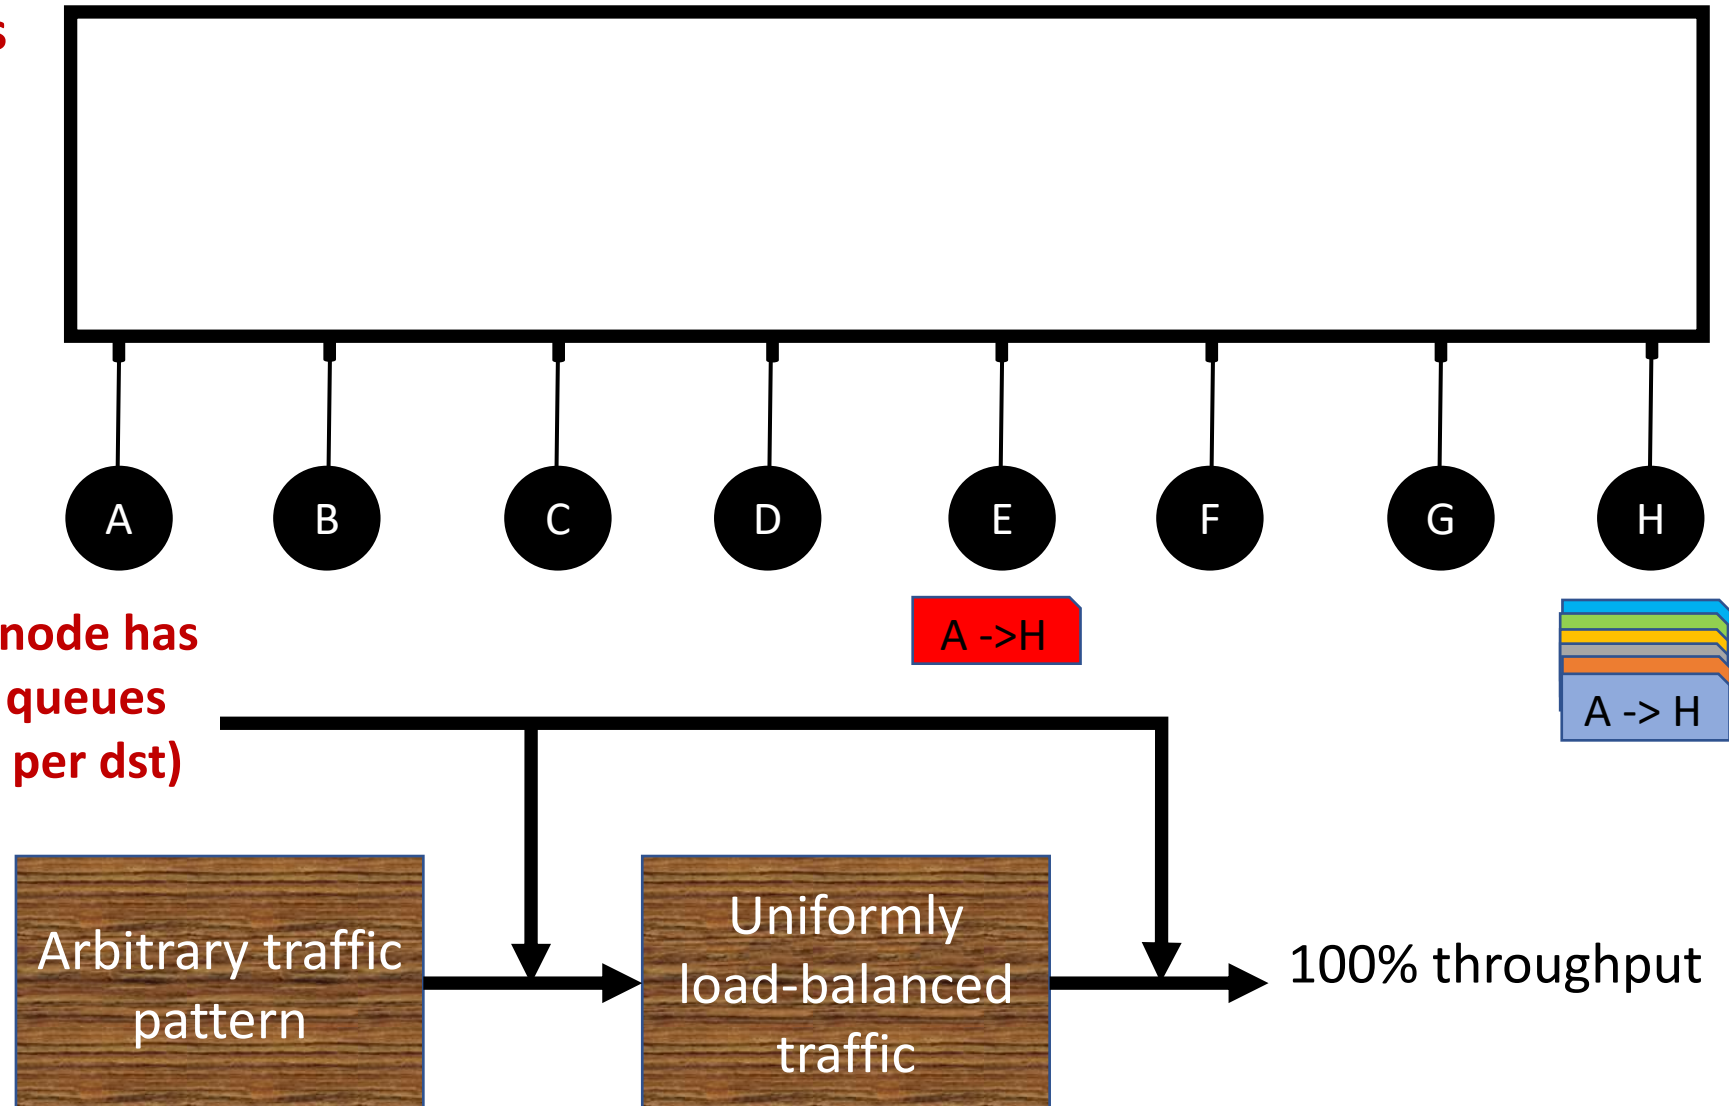 s
A
B
C
D
E
F
G
H
A ->H
A -> H
node has
queues
per dst)
Arbitrary traffic
pattern
Uniformly
load-balanced
traffic
100% throughput